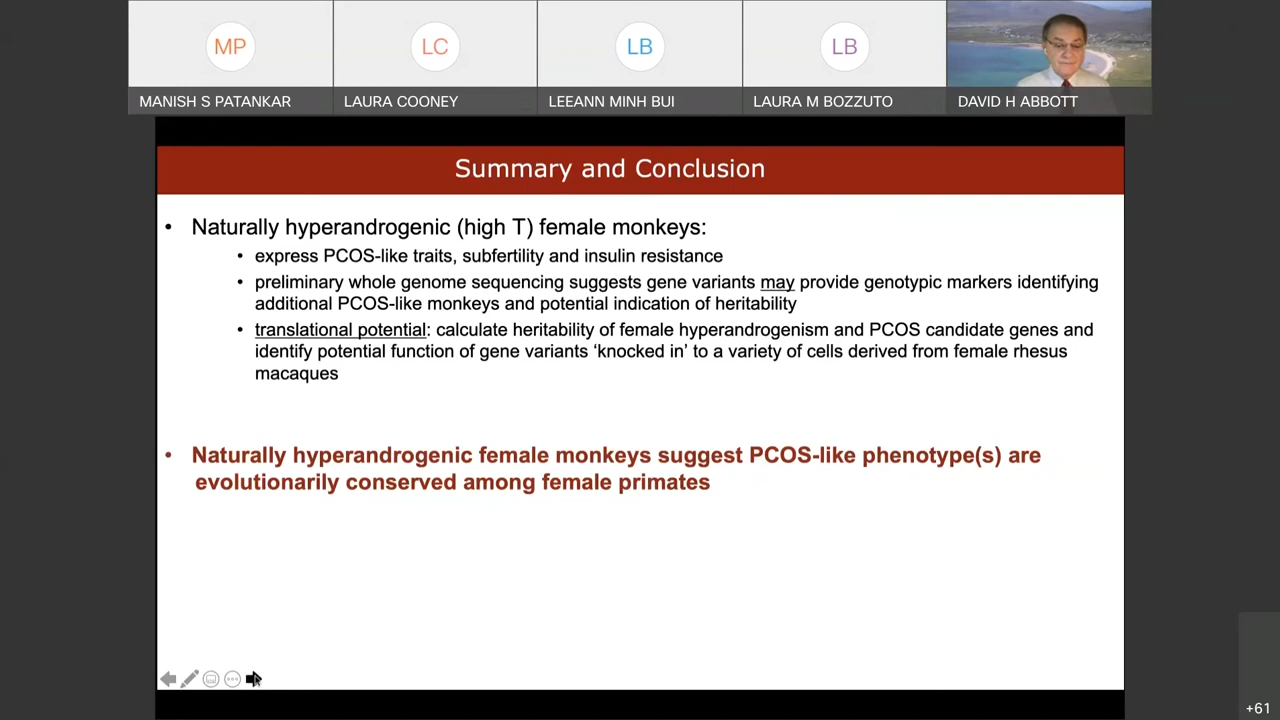 MP
LC
LB
LB
MANISH S PATANKAR
LAURA COONEY
LEEANN MINH BUI
LAURA M BOZZUTO
DAVID H ABBOTT
Summary and Conclusion
• Naturally hyperandrogenic (high T) female monkeys:
• express PCOS-like traits, subfertility and insulin resistance
• preliminary whole genome sequencing suggests gene variants may provide genotypic markers identifying
additional PCOS-like monkeys and potential indication of heritability
• translational potential: calculate heritability of female hyperandrogenism and PCOS candidate genes and
identify potential function of gene variants ‘knocked in’ to a variety of cells derived from female rhesus
macaques
• Naturally hyperandrogenic female monkeys suggest PCOS-like phenotype(s) are
evolutionarily conserved among female primates
+61